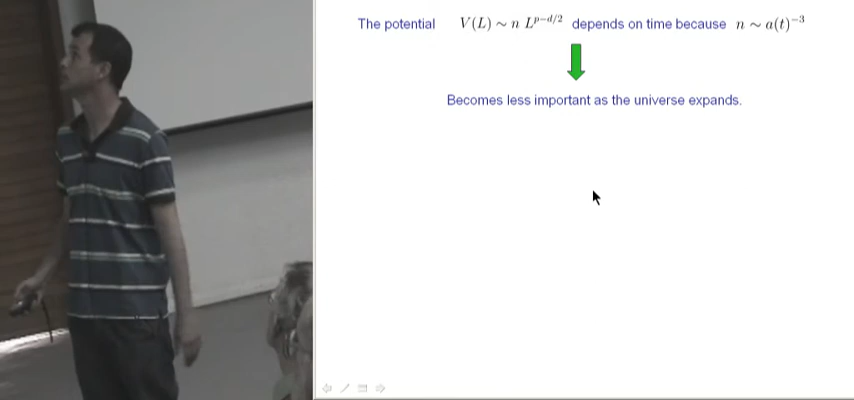 The potential V(L) ~ n L^{p-d/2} depends on time because n ~ a(t)^{-3}
Becomes less important as the universe expands.